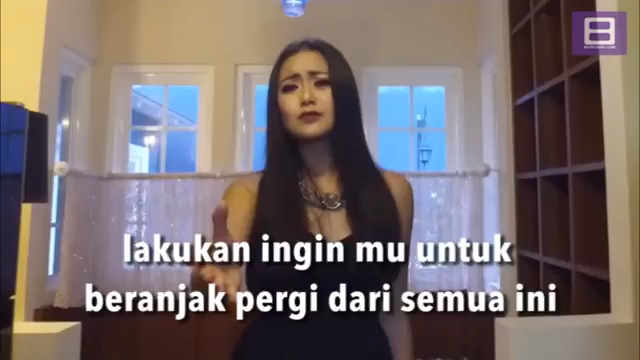 lakukan ingin mu untuk
beranjak pergi dari semua ini